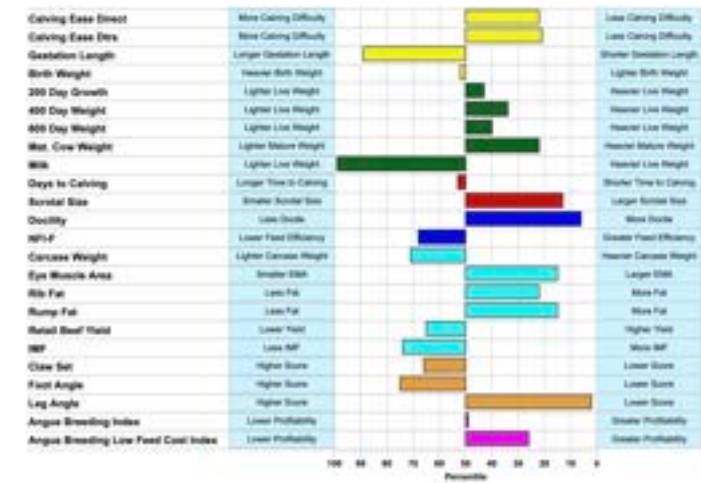 Calving Ease Direct More Calving Difficulty Less Calving Difficulty
Calving Ease Dtrs More Calving Difficulty Less Calving Difficulty
Gestation Length Longer Gestation Length Shorter Gestation Length
Birth Weight Heavier Birth Weight Lighter Birth Weight
200 Day Growth Lighter Live Weight Heavier Live Weight
400 Day Weight Lighter Live Weight Heavier Live Weight
600 Day Weight Lighter Live Weight Heavier Live Weight
Mat. Cow Weight Lighter Mature Weight Heavier Mature Weight
Milk Lighter Live Weight Heavier Live Weight
Days to Calving Longer Time to Calving Shorter Time to Calving
Scrotal Size Smaller Scrotal Size Larger Scrotal Size
Docility Less Docile More Docile
NFI-F Lower Feed Efficiency Greater Feed Efficiency
Carcase Weight Lighter Carcase Weight Heavier Carcase Weight
Eye Muscle Area Smaller EMA Larger EMA
Rib Fat Less Fat More Fat
Rump Fat Less Fat More Fat
Retail Beef Yield Lower Yield Higher Yield
IMF Less IMF More IMF
Claw Set Higher Score Lower Score
Foot Angle Higher Score Lower Score
Leg Angle Higher Score Lower Score
Angus Breeding Index Lower Profitability Greater Profitability
Angus Breeding Low Feed Cost Index Lower Profitability Greater Profitability
100 90 80 70 60 50 40 30 20 10 0
Percentile